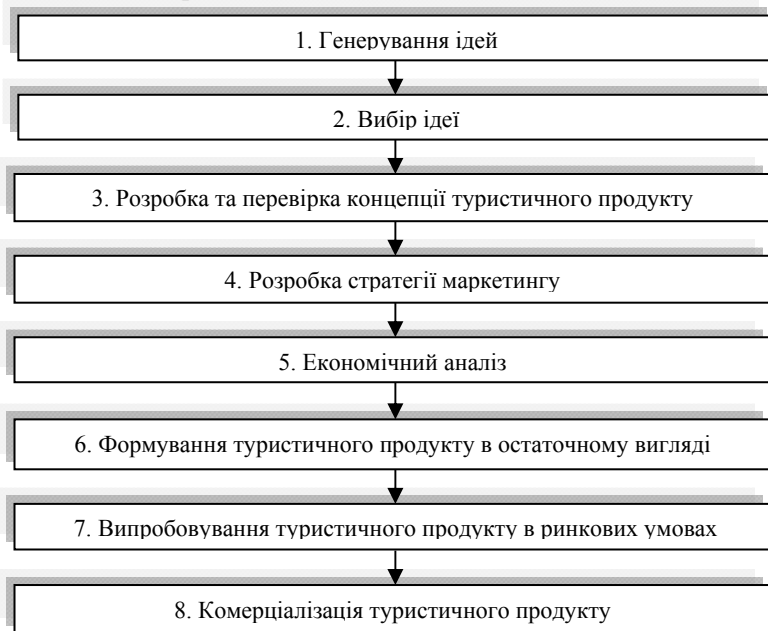 1. Генерування ідей
2. Вибір ідеї
3. Розробка та перевірка концепції туристичного продукту
4. Розробка стратегії маркетингу
5. Економічний аналіз
6. Формування туристичного продукту в остаточному вигляді
7. Випробовування туристичного продукту в ринкових умовах
8. Комерціалізація туристичного продукту